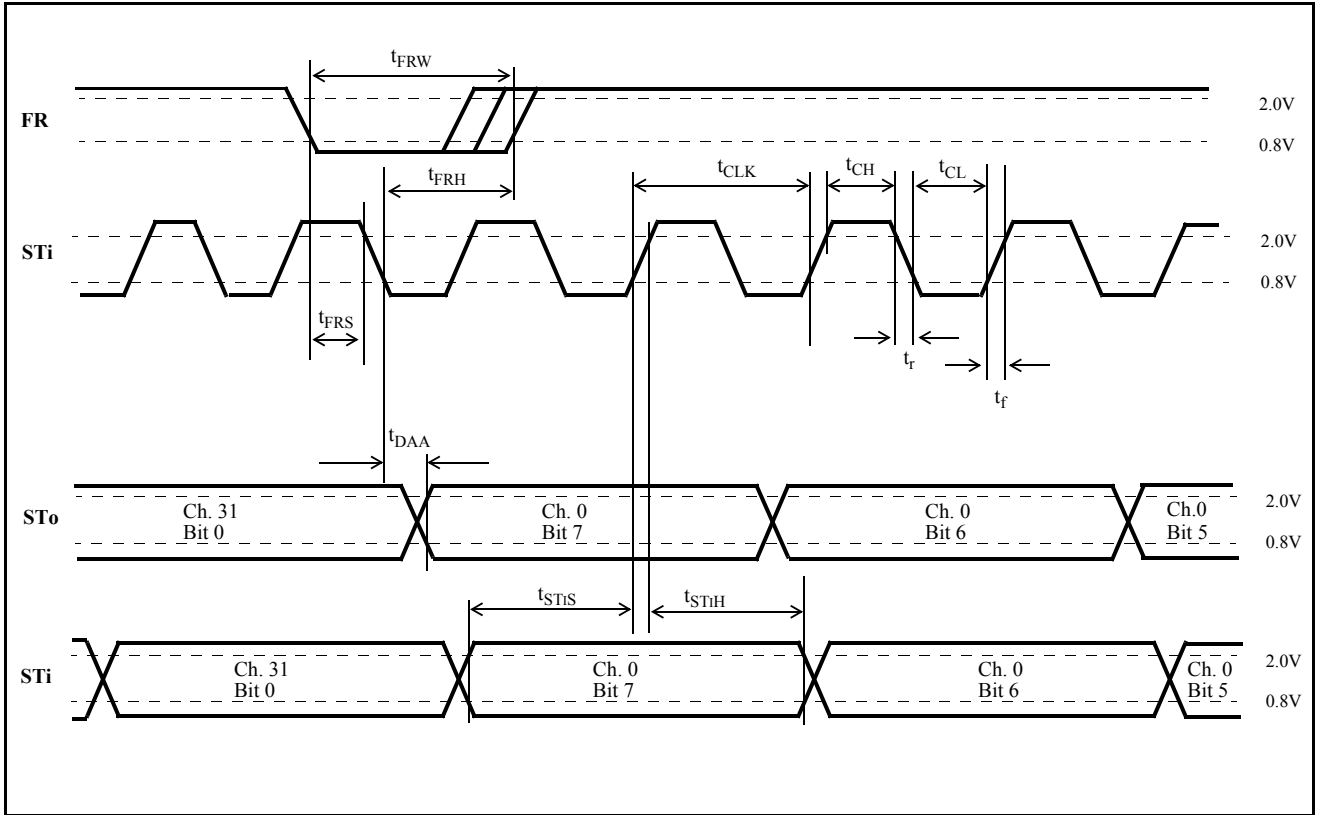 tFRW
2.0V
FR
0.8V
tFRH
tCLK
tCH
tCL
STi
2.0V
0.8V
tFRS
tr
tf
tDAA
STo
Ch. 31
Bit 0
Ch. 0
Bit 7
Ch. 0
Bit 6
Ch.0
Bit 5
2.0V
0.8V
tSTiS
tSTiH
STi
Ch. 31
Bit 0
Ch. 0
Bit 7
Ch. 0
Bit 6
Ch. 0
Bit 5
2.0V
0.8V